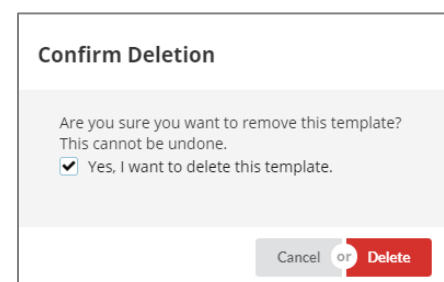 Confirm Deletion
Are you sure you want to remove this template?
This cannot be undone.
Yes, I want to delete this template.
Cancel or Delete